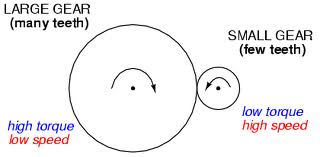 LARGE GEAR
(many teeth)
SMALL GEAR
(few teeth)
high torque
low speed
low torque
high speed